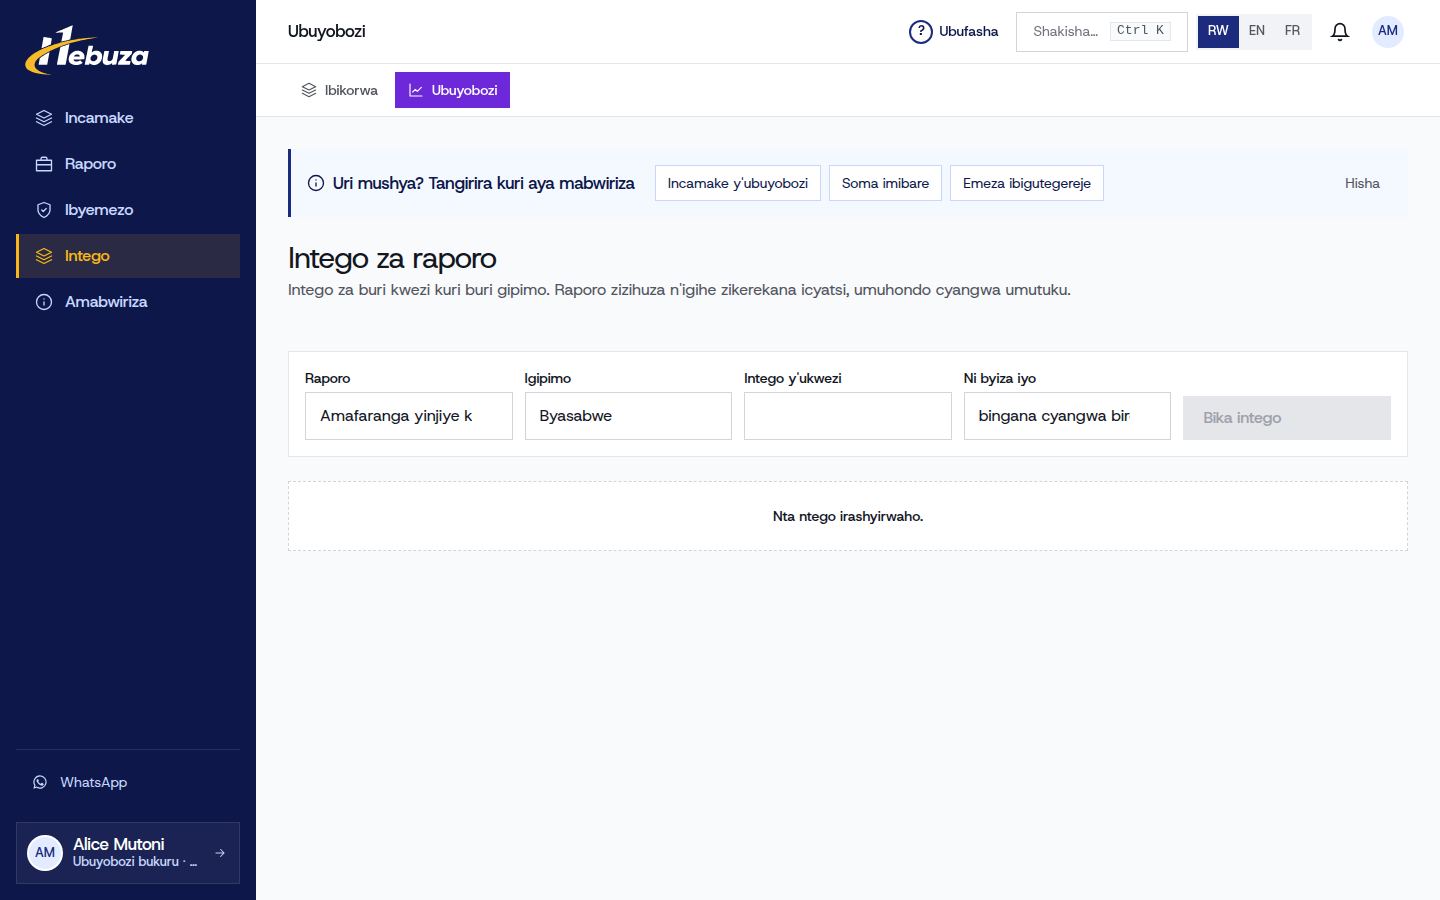 Hebuza
Incamake
Raporo
Ibyemezo
Intego
Amabwiriza
WhatsApp
AM
Alice Mutoni
Ubuyobozi bukuru · …
Ubuyobozi
? Ubufasha
Shakisha… Ctrl K
RW EN FR
AM
Ibikorwa
Ubuyobozi
Uri mushya? Tangirira kuri aya mabwiriza
Incamake y'ubuyobozi
Soma imibare
Emeza ibigutegereje
Hisha
Intego za raporo
Intego za buri kwezi kuri buri gipimo. Raporo zizihuza n'igihe zikerekana icyatsi, umuhondo cyangwa umutuku.
Raporo
Amafaranga yinjiye k
Igipimo
Byasabwe
Intego y'ukwezi
Ni byiza iyo
bingana cyangwa bir
Bika intego
Nta ntego irashyirwaho.